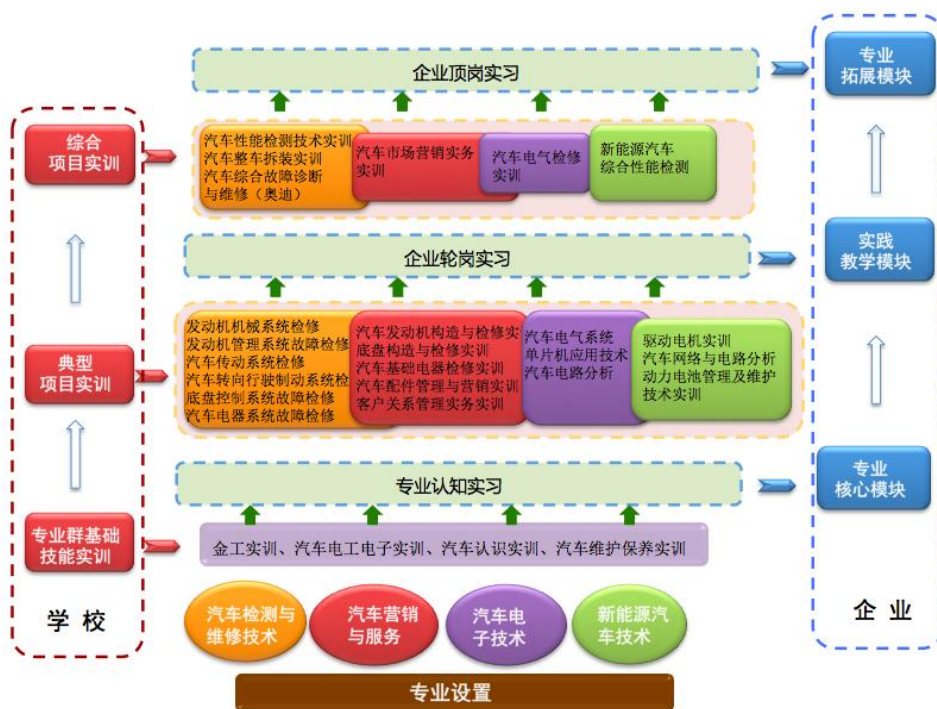 企业顶岗实习
专业
拓展模块
综合
项目实训
汽车性能检测技术实训
汽车整车拆装实训
汽车综合故障诊断
与维修（奥迪）
汽车市场营销实务
实训
汽车电气检修
实训
新能源汽车
综合性能检测
企业轮岗实习
实践
教学模块
典型
项目实训
发动机机械系统检修
发动机管理系统故障检修
汽车传动系统检修
汽车转向行驶制动系统检
底盘控制系统故障检修
汽车电器系统故障检修
汽车发动机构造与检修实
底盘构造与检修实训
汽车基础电器检修实训
汽车配件管理与营销实训
客户关系管理实务实训
汽车电气系统
单片机应用技术
汽车电路分析
驱动电机实训
汽车网络与电路分析
动力电池管理及维护
技术实训
专业认知实习
专业
核心模块
专业群基础
技能实训
金工实训、汽车电工电子实训、汽车认识实训、汽车维护保养实训
学 校
企 业
汽车检测与
维修技术
汽车营销
与服务
汽车电
子技术
新能源汽
车技术
专业设置